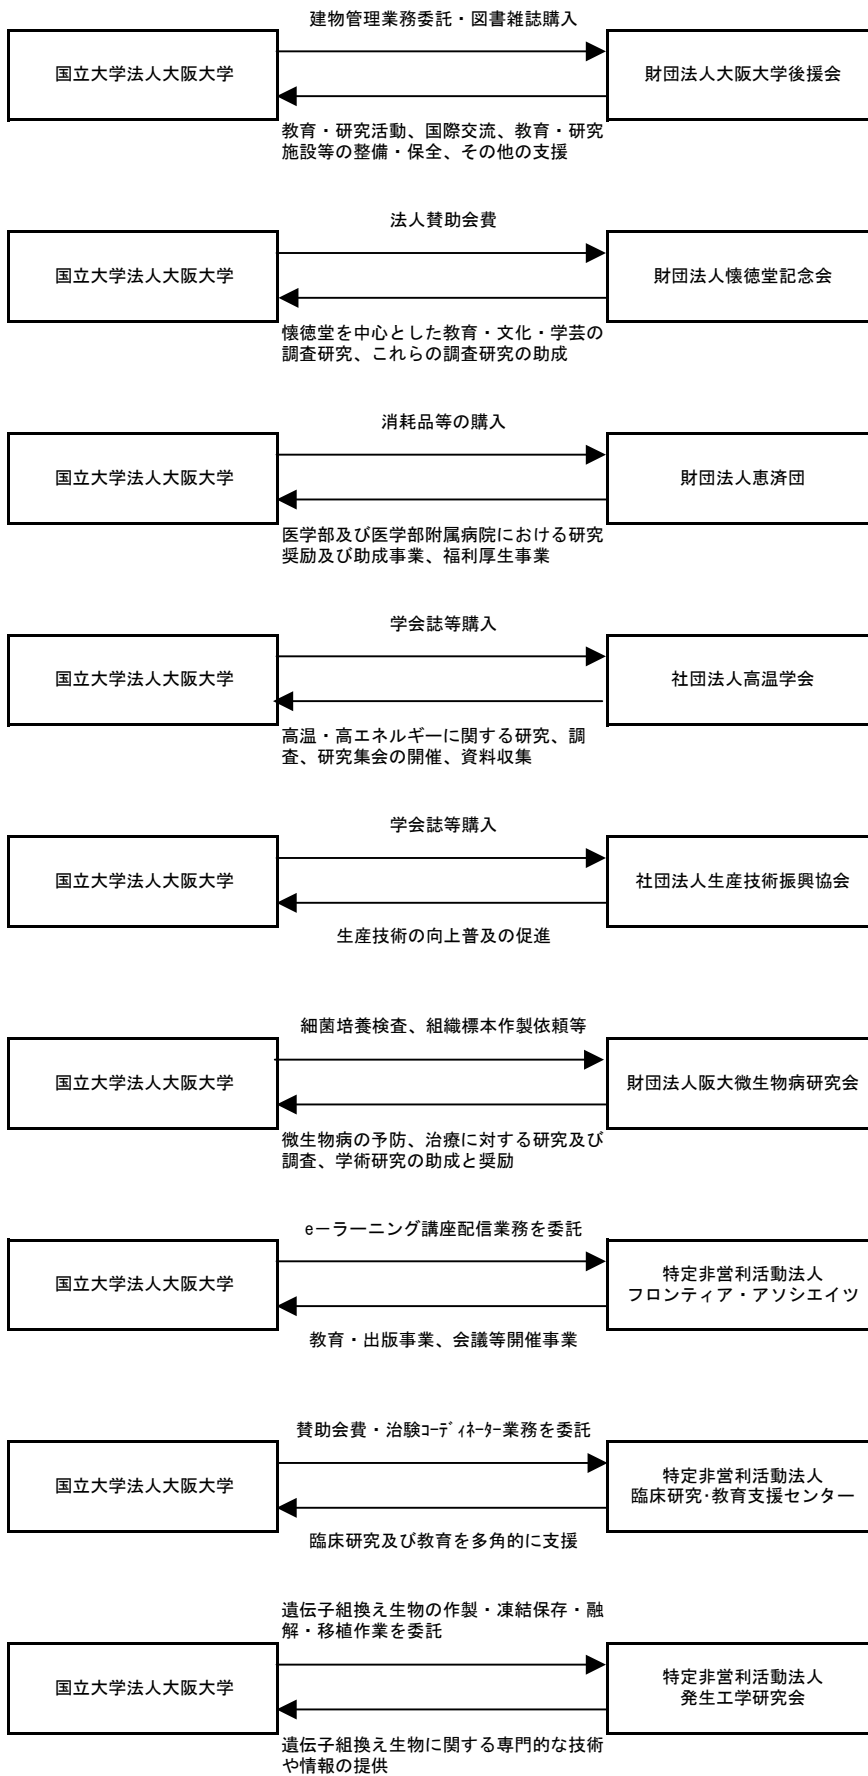 建物管理業務委託・図書雑誌購入
国立大学法人大阪大学
財団法人大阪大学後援会
教育・研究活動、国際交流、教育・研究
施設等の整備・保全、その他の支援
法人賛助会費
国立大学法人大阪大学
財団法人懐徳堂記念会
懐徳堂を中心とした教育・文化・学芸の
調査研究、これらの調査研究の助成
消耗品等の購入
国立大学法人大阪大学
財団法人恵済団
医学部及び医学部附属病院における研究
奨励及び助成事業、福利厚生事業
学会誌等購入
国立大学法人大阪大学
社団法人高温学会
高温・高エネルギーに関する研究、調
査、研究集会の開催、資料収集
学会誌等購入
国立大学法人大阪大学
社団法人生産技術振興協会
生産技術の向上普及の促進
細菌培養検査、組織標本作製依頼等
国立大学法人大阪大学
財団法人阪大微生物病研究会
微生物病の予防、治療に対する研究及び
調査、学術研究の助成と奨励
e－ラーニング講座配信業務を委託
国立大学法人大阪大学
特定非営利活動法人
フロンティア・アソシエイツ
教育・出版事業、会議等開催事業
賛助会費・治験ｺｰﾃﾞｨﾈｰﾀｰ業務を委託
国立大学法人大阪大学
特定非営利活動法人
臨床研究･教育支援センター
臨床研究及び教育を多角的に支援
遺伝子組換え生物の作製・凍結保存・融
解・移植作業を委託
国立大学法人大阪大学
特定非営利活動法人
発生工学研究会
遺伝子組換え生物に関する専門的な技術
や情報の提供